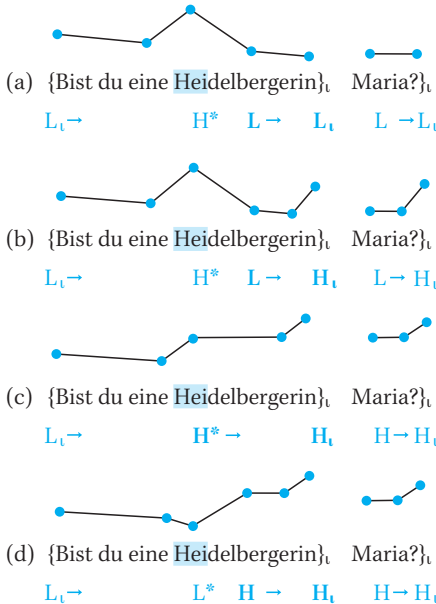 (a) {Bist du eine Heidelbergerin}ι Maria?}ι
Lι→ H* L → Lι L →Lι
(b) {Bist du eine Heidelbergerin}ι Maria?}ι
Lι→ H* L → Hι L→ Hι
(c) {Bist du eine Heidelbergerin}ι Maria?}ι
Lι→ H* → Hι H→ Hι
(d) {Bist du eine Heidelbergerin}ι Maria?}ι
Lι→ L* H → Hι H→ Hι